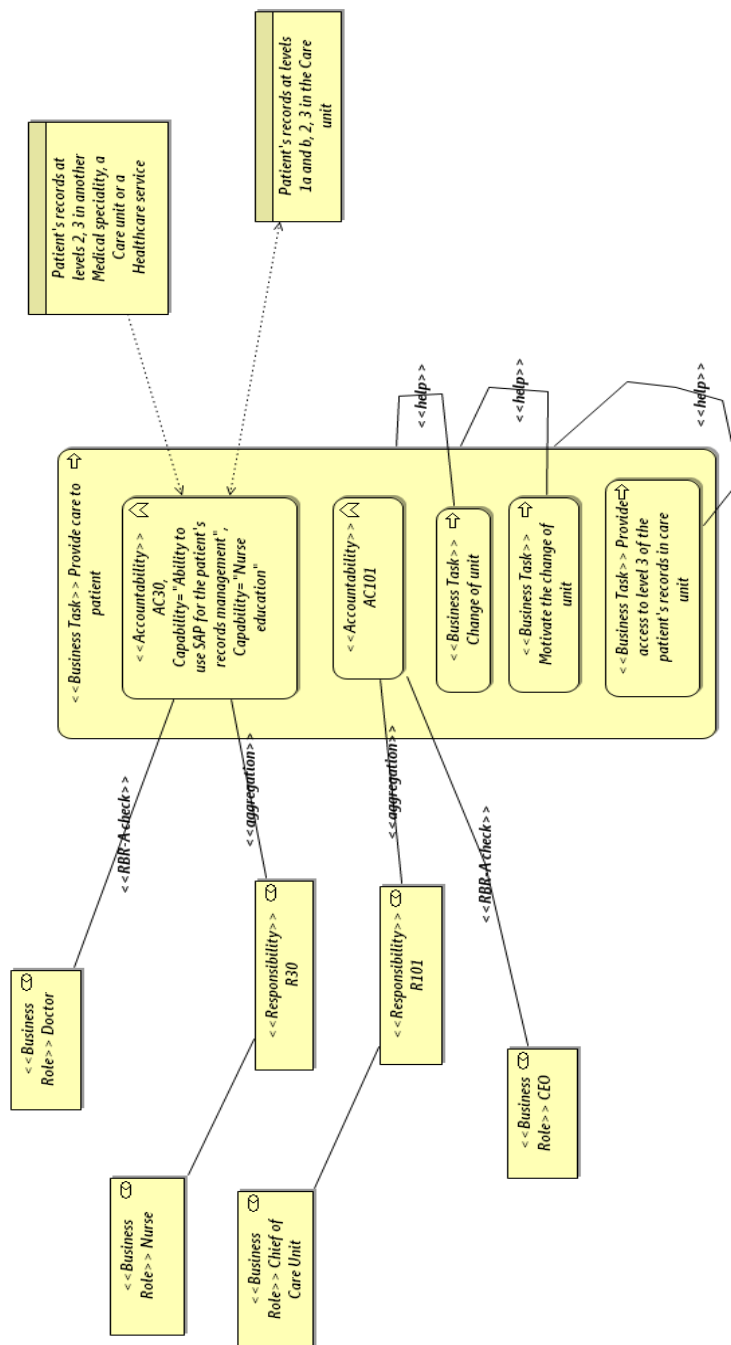 Patient's records at
levels 2, 3 in another
Medical speciality, a
Care unit or a
Healthcare service
Patient's records at levels
1a and b, 2, 3 in the Care
unit
<<Business Task>> Provide care to
patient
<<Accountability>>
AC30,
Capability="Ability to
use SAP for the patient's
records management",
Capability="Nurse
education"
<<Accountability>>
AC101
<<Business Task>>
Change of unit
<<Business Task>>
Motivate the change of
unit
<<Business Task>> Provide
access to level 3 of the
patient's records in care
unit
<<help>>
<<help>>
<<help>>
<<RBR-A check>>
<<aggregation>>
<<aggregation>>
<<RBR-A check>>
<<Business
Role>> Doctor
<<Responsibility>>
R30
<<Responsibility>>
R101
<<Business
Role>> CEO
<<Business
Role>> Nurse
<<Business
Role>> Chief of
Care Unit